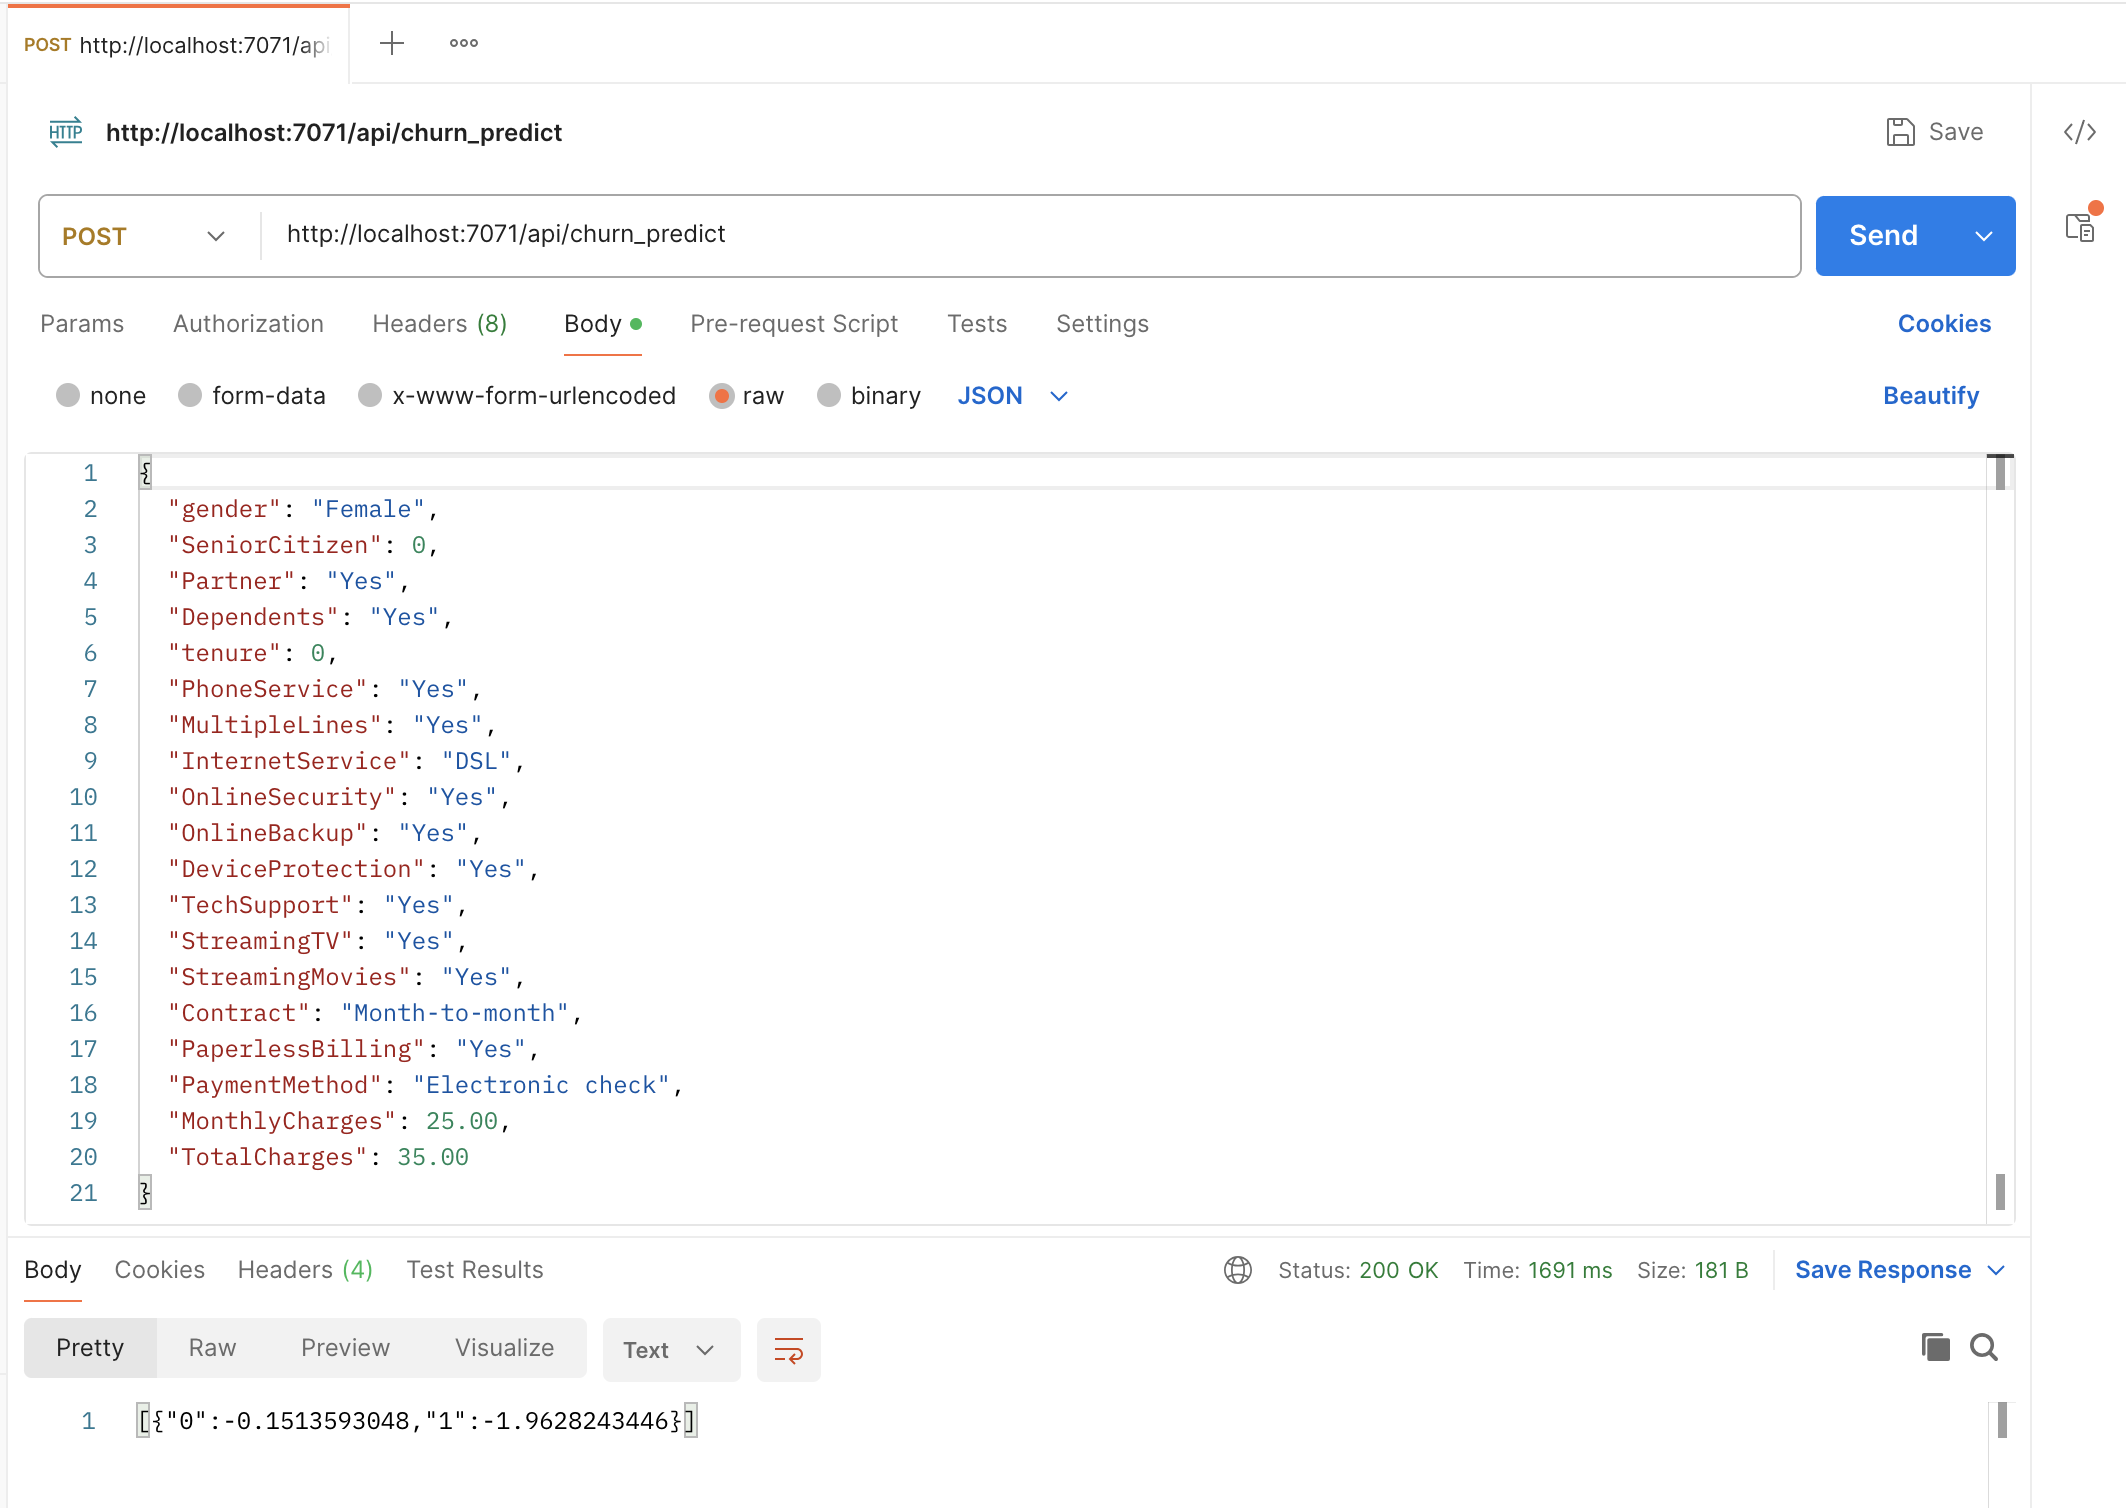 POST http://localhost:7071/api
HTTP http://localhost:7071/api/churn_predict
Save
POST http://localhost:7071/api/churn_predict
Send
Params Authorization Headers (8) Body Pre-request Script Tests Settings Cookies
none form-data x-www-form-urlencoded raw binary JSON Beautify
1 {
2 "gender": "Female",
3 "SeniorCitizen": 0,
4 "Partner": "Yes",
5 "Dependents": "Yes",
6 "tenure": 0,
7 "PhoneService": "Yes",
8 "MultipleLines": "Yes",
9 "InternetService": "DSL",
10 "OnlineSecurity": "Yes",
11 "OnlineBackup": "Yes",
12 "DeviceProtection": "Yes",
13 "TechSupport": "Yes",
14 "StreamingTV": "Yes",
15 "StreamingMovies": "Yes",
16 "Contract": "Month-to-month",
17 "PaperlessBilling": "Yes",
18 "PaymentMethod": "Electronic check",
19 "MonthlyCharges": 25.00,
20 "TotalCharges": 35.00
21 }
Body Cookies Headers (4) Test Results Status: 200 OK Time: 1691 ms Size: 181 B Save Response
Pretty Raw Preview Visualize Text
1 [{"0":-0.1513593048,"1":-1.9628243446}]